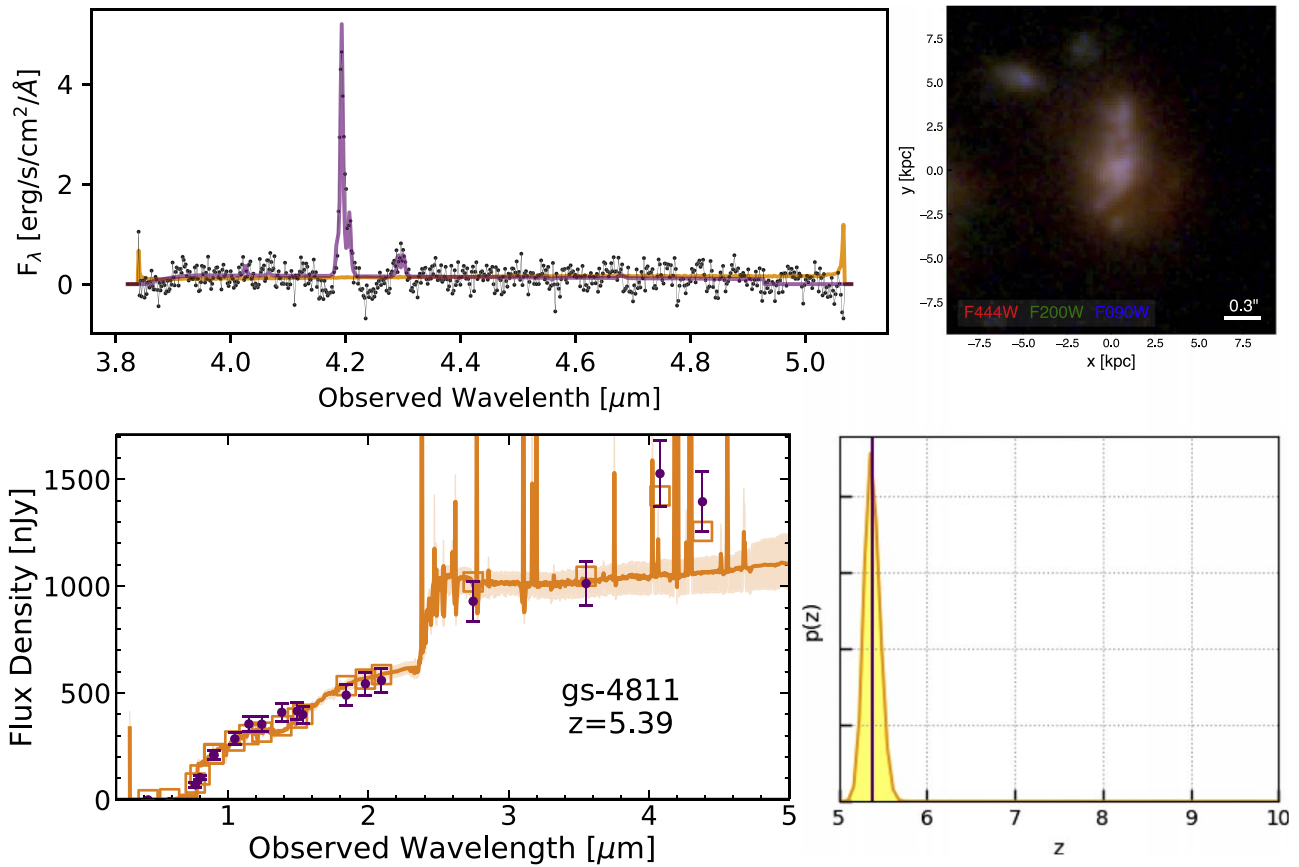 F_λ [erg/s/cm²/Å]
4
2
0
3.8 4.0 4.2 4.4 4.6 4.8 5.0
Observed Wavelenth [μm]
y [kpc]
7.5
5.0
2.5
0.0
−2.5
−5.0
−7.5
F444W F200W F090W
0.3"
−7.5 −5.0 −2.5 0.0 2.5 5.0 7.5
x [kpc]
Flux Density [nJy]
1500
1000
500
0
gs-4811
z=5.39
1 2 3 4 5
Observed Wavelength [μm]
p(z)
5 6 7 8 9 10
z